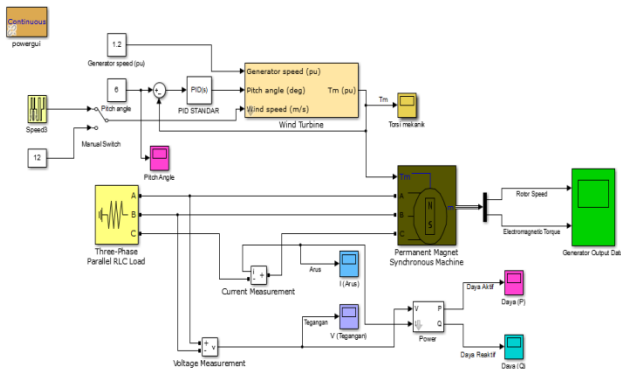 Continuous
powergui
1.2
Generator speed (pu)
6
Pitch angle
PID(s)
PID STANDAR
Generator speed (pu)
Pitch angle (deg)
Wind speed (m/s)
Tm (pu)
Wind Turbine
Tm
Torsi mekanik
Speed3
Manual Switch
12
Pitch Angle
A
B
C
Three-Phase
Parallel RLC Load
Tm
A
B
C
m
N
S
Permanent Magnet
Synchronous Machine
Rotor Speed
Electromagnetic Torque
Generator Output Data
i
+
-
Current Measurement
Arus
I (Arus)
Tegangan
V (Tegangan)
+
-
v
Voltage Measurement
V
I
P
Q
Power
Daya Aktif
Daya (P)
Daya Reaktif
Daya (Q)